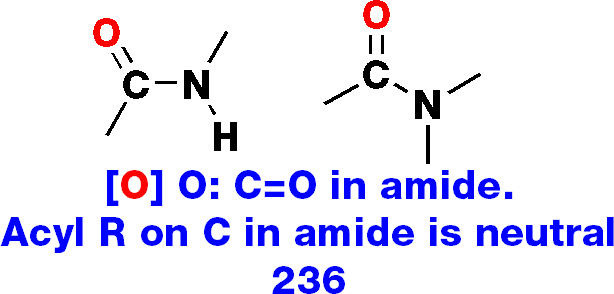 O
C
N
H
O
C
N
[O] O: C=O in amide.
Acyl R on C in amide is neutral
236